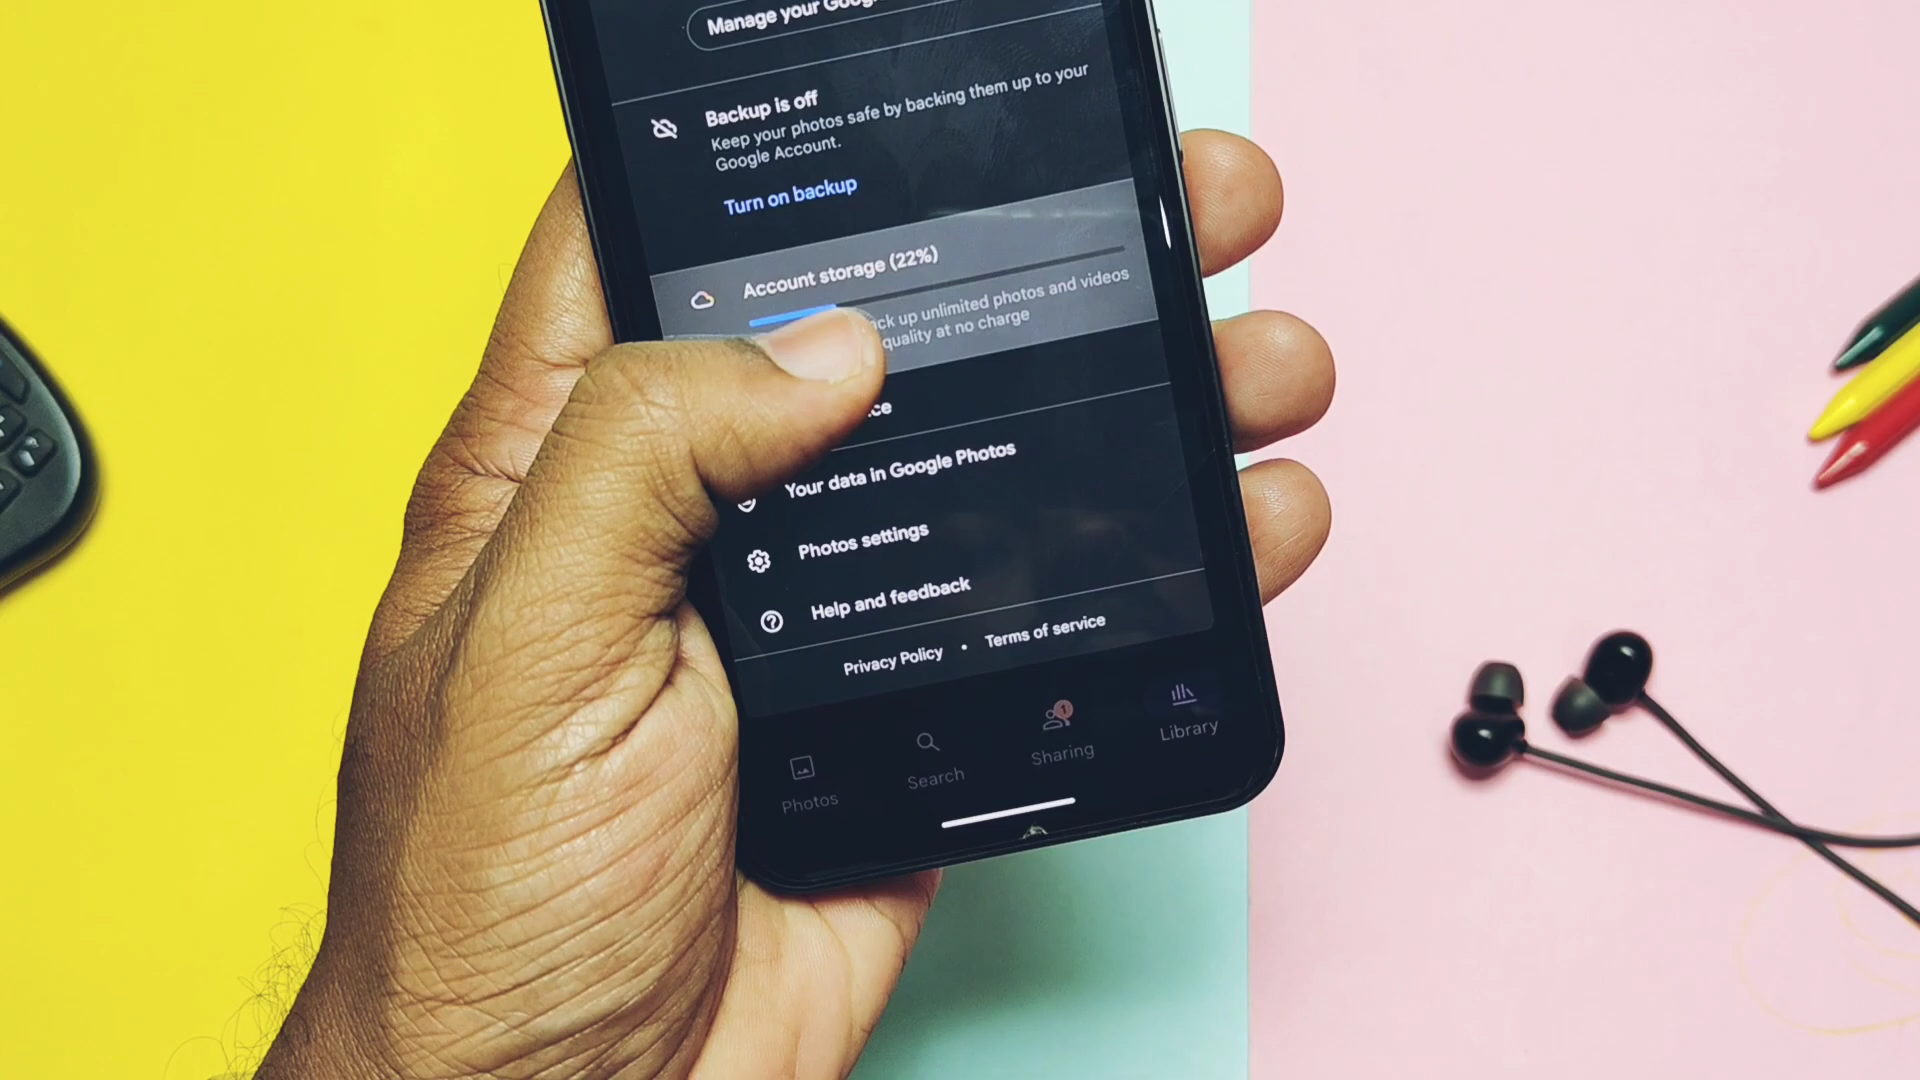 Manage your
Backup is off
Keep your photos safe by backing them up to your
Google Account.
Turn on backup
Account storage (22%)
up unlimited photos and videos
quality at no charge
Your data in Google Photos
Photos settings
Help and feedback
Privacy Policy • Terms of service
1
Photos
Search
Sharing
Library